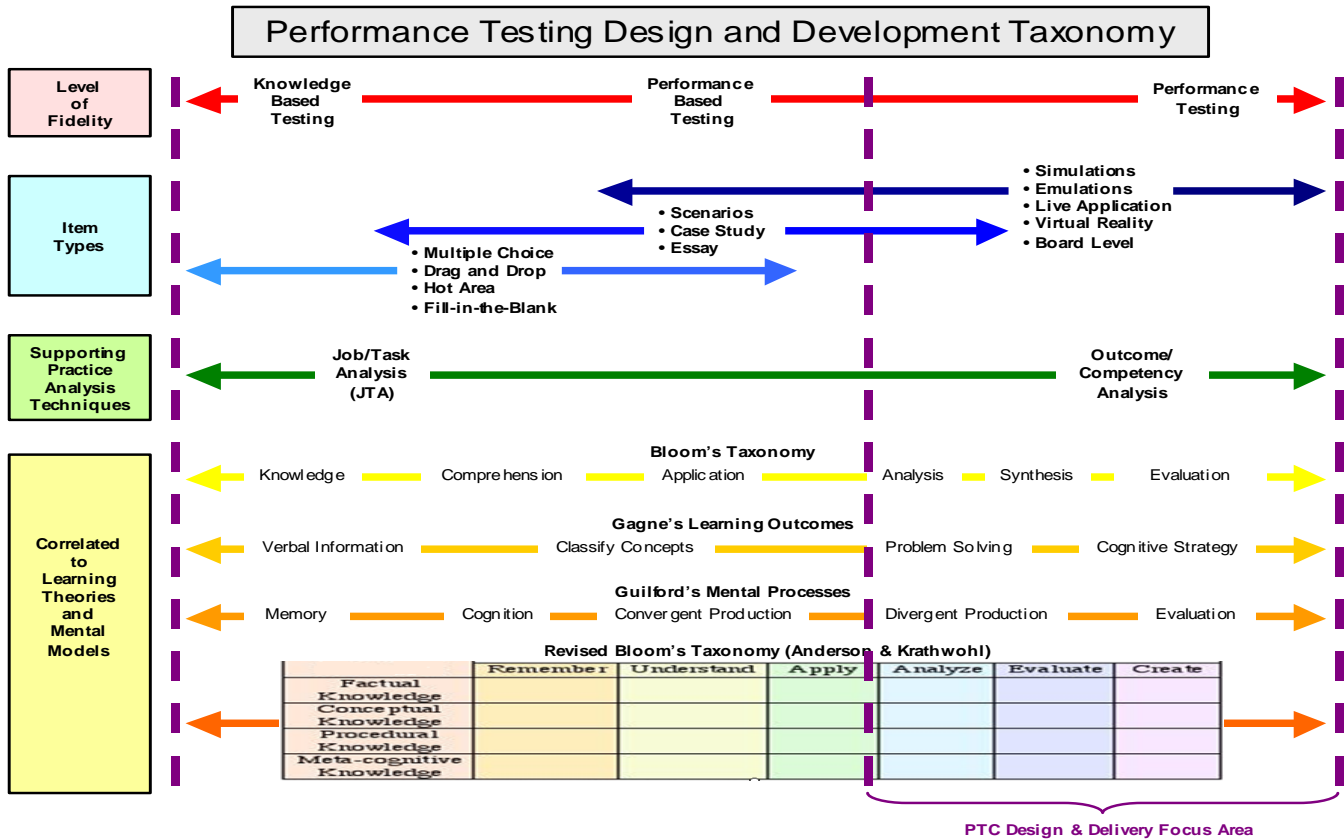 Performance Testing Design and Development Taxonomy
Level
of
Fidelity
Knowledge
Based
Testing
Performance
Based
Testing
Performance
Testing
Item
Types
• Simulations
• Emulations
• Live Application
• Virtual Reality
• Board Level
• Scenarios
• Case Study
• Essay
• Multiple Choice
• Drag and Drop
• Hot Area
• Fill-in-the-Blank
Supporting
Practice
Analysis
Techniques
Job/Task
Analysis
(JTA)
Outcome/
Competency
Analysis
Correlated
to
Learning
Theories
and
Mental
Models
Bloom's Taxonomy
Knowledge Comprehension Application Analysis Synthesis Evaluation
Gagne's Learning Outcomes
Verbal Information Classify Concepts Problem Solving Cognitive Strategy
Guilford's Mental Processes
Memory Cognition Convergent Production Divergent Production Evaluation
Revised Bloom's Taxonomy (Anderson & Krathwohl)
Remember Understand Apply Analyze Evaluate Create
Factual
Knowledge
Conceptual
Knowledge
Procedural
Knowledge
Meta-cognitive
Knowledge
PTC Design & Delivery Focus Area